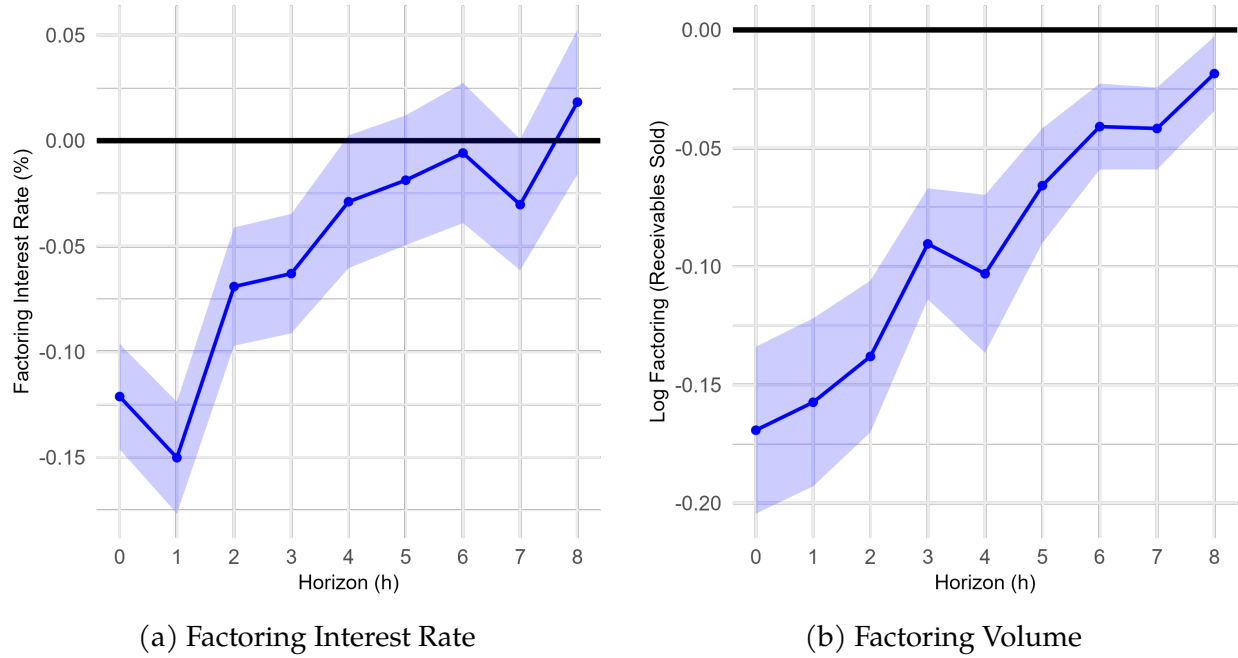 0.05
0.00
-0.05
-0.10
-0.15
Factoring Interest Rate (%)
0 1 2 3 4 5 6 7 8
Horizon (h)
(a) Factoring Interest Rate
0.00
-0.05
-0.10
-0.15
-0.20
Log Factoring (Receivables Sold)
0 1 2 3 4 5 6 7 8
Horizon (h)
(b) Factoring Volume